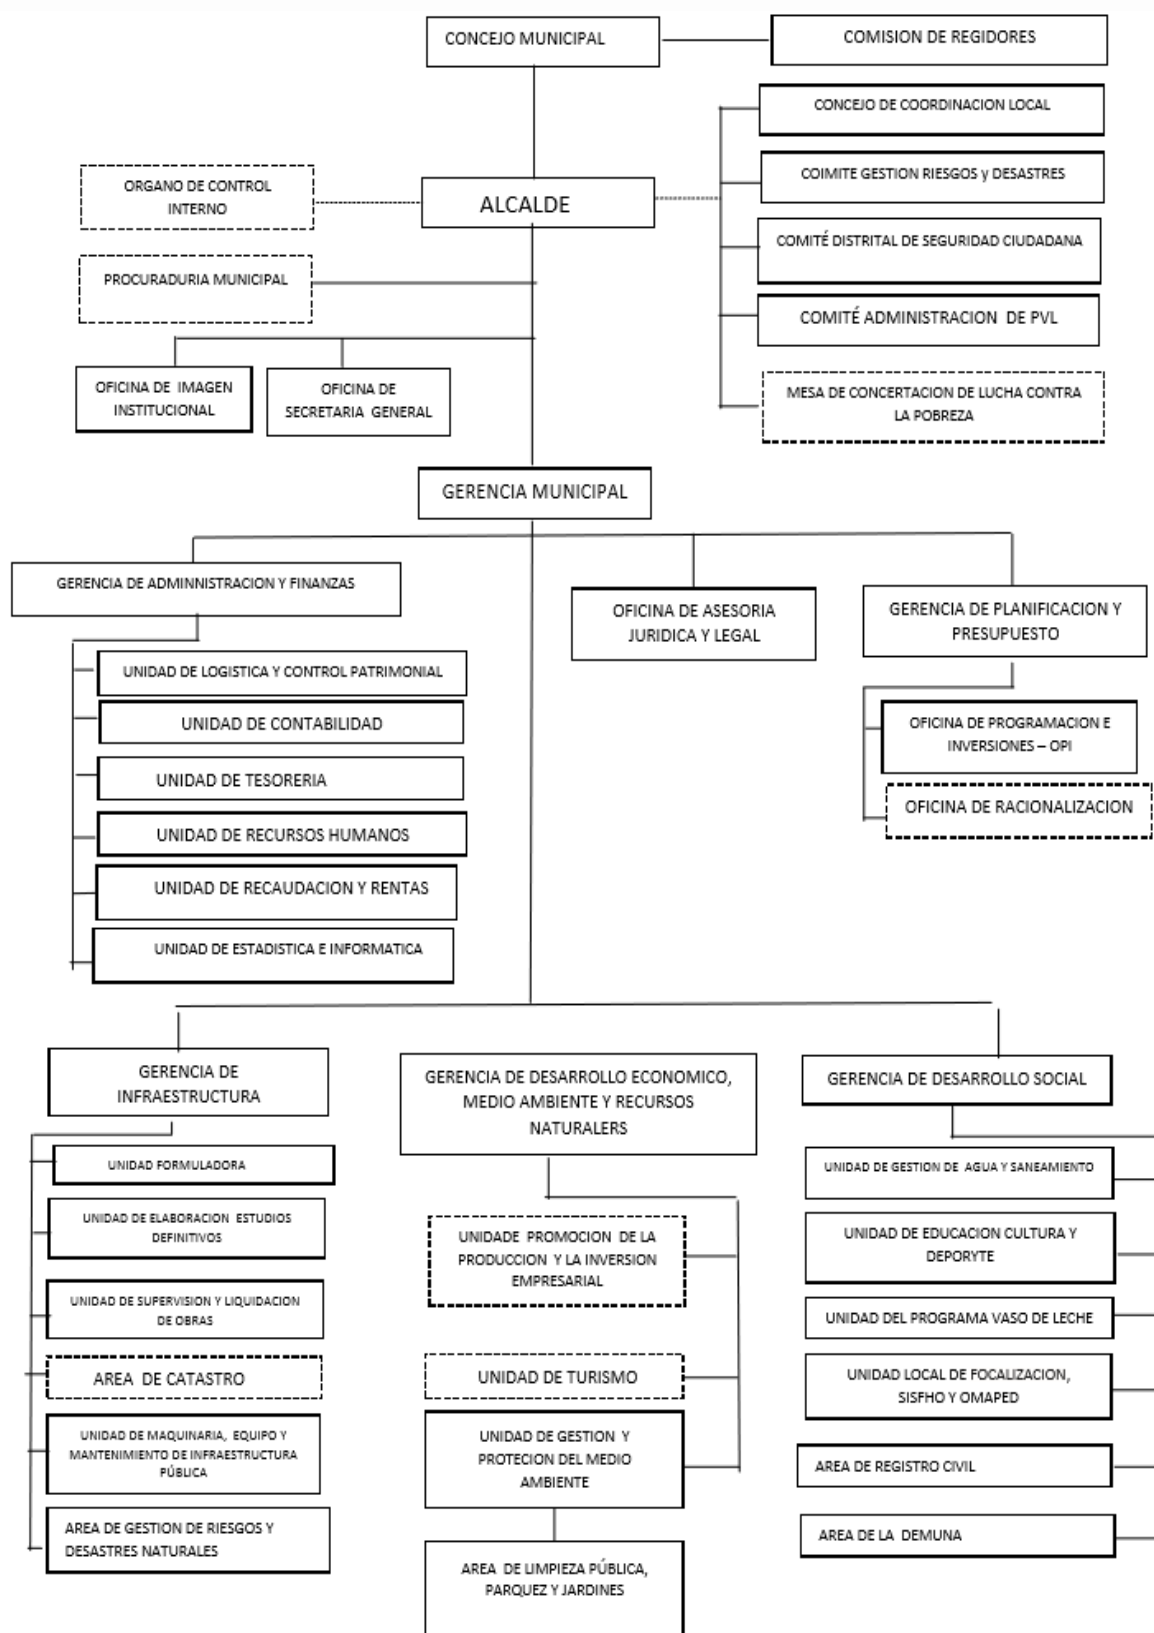 CONCEJO MUNICIPAL
COMISION DE REGIDORES
CONCEJO DE COORDINACION LOCAL
COIMITE GESTION RIESGOS y DESASTRES
ORGANO DE CONTROL
INTERNO
ALCALDE
COMITÉ DISTRITAL DE SEGURIDAD CIUDADANA
PROCURADURIA MUNICIPAL
COMITÉ ADMINISTRACION DE PVL
OFICINA DE IMAGEN
INSTITUCIONAL
OFICINA DE
SECRETARIA GENERAL
MESA DE CONCERTACION DE LUCHA CONTRA
LA POBREZA
GERENCIA MUNICIPAL
GERENCIA DE ADMINNISTRACION Y FINANZAS
OFICINA DE ASESORIA
JURIDICA Y LEGAL
GERENCIA DE PLANIFICACION Y
PRESUPUESTO
UNIDAD DE LOGISTICA Y CONTROL PATRIMONIAL
UNIDAD DE CONTABILIDAD
UNIDAD DE TESORERIA
UNIDAD DE RECURSOS HUMANOS
UNIDAD DE RECAUDACION Y RENTAS
UNIDAD DE ESTADISTICA E INFORMATICA
OFICINA DE PROGRAMACION E
INVERSIONES – OPI
OFICINA DE RACIONALIZACION
GERENCIA DE
INFRAESTRUCTURA
UNIDAD FORMULADORA
UNIDAD DE ELABORACION ESTUDIOS
DEFINITIVOS
UNIDAD DE SUPERVISION Y LIQUIDACION
DE OBRAS
AREA DE CATASTRO
UNIDAD DE MAQUINARIA, EQUIPO Y
MANTENIMIENTO DE INFRAESTRUCTURA
PÚBLICA
AREA DE GESTION DE RIESGOS Y
DESASTRES NATURALES
GERENCIA DE DESARROLLO ECONOMICO,
MEDIO AMBIENTE Y RECURSOS
NATURALERS
UNIDADE PROMOCION DE LA
PRODUCCION Y LA INVERSION
EMPRESARIAL
UNIDAD DE TURISMO
UNIDAD DE GESTION Y
PROTECION DEL MEDIO
AMBIENTE
AREA DE LIMPIEZA PÚBLICA,
PARQUEZ Y JARDINES
GERENCIA DE DESARROLLO SOCIAL
UNIDAD DE GESTION DE AGUA Y SANEAMIENTO
UNIDAD DE EDUCACION CULTURA Y
DEPORYTE
UNIDAD DEL PROGRAMA VASO DE LECHE
UNIDAD LOCAL DE FOCALIZACION,
SISFHO Y OMAPED
AREA DE REGISTRO CIVIL
AREA DE LA DEMUNA